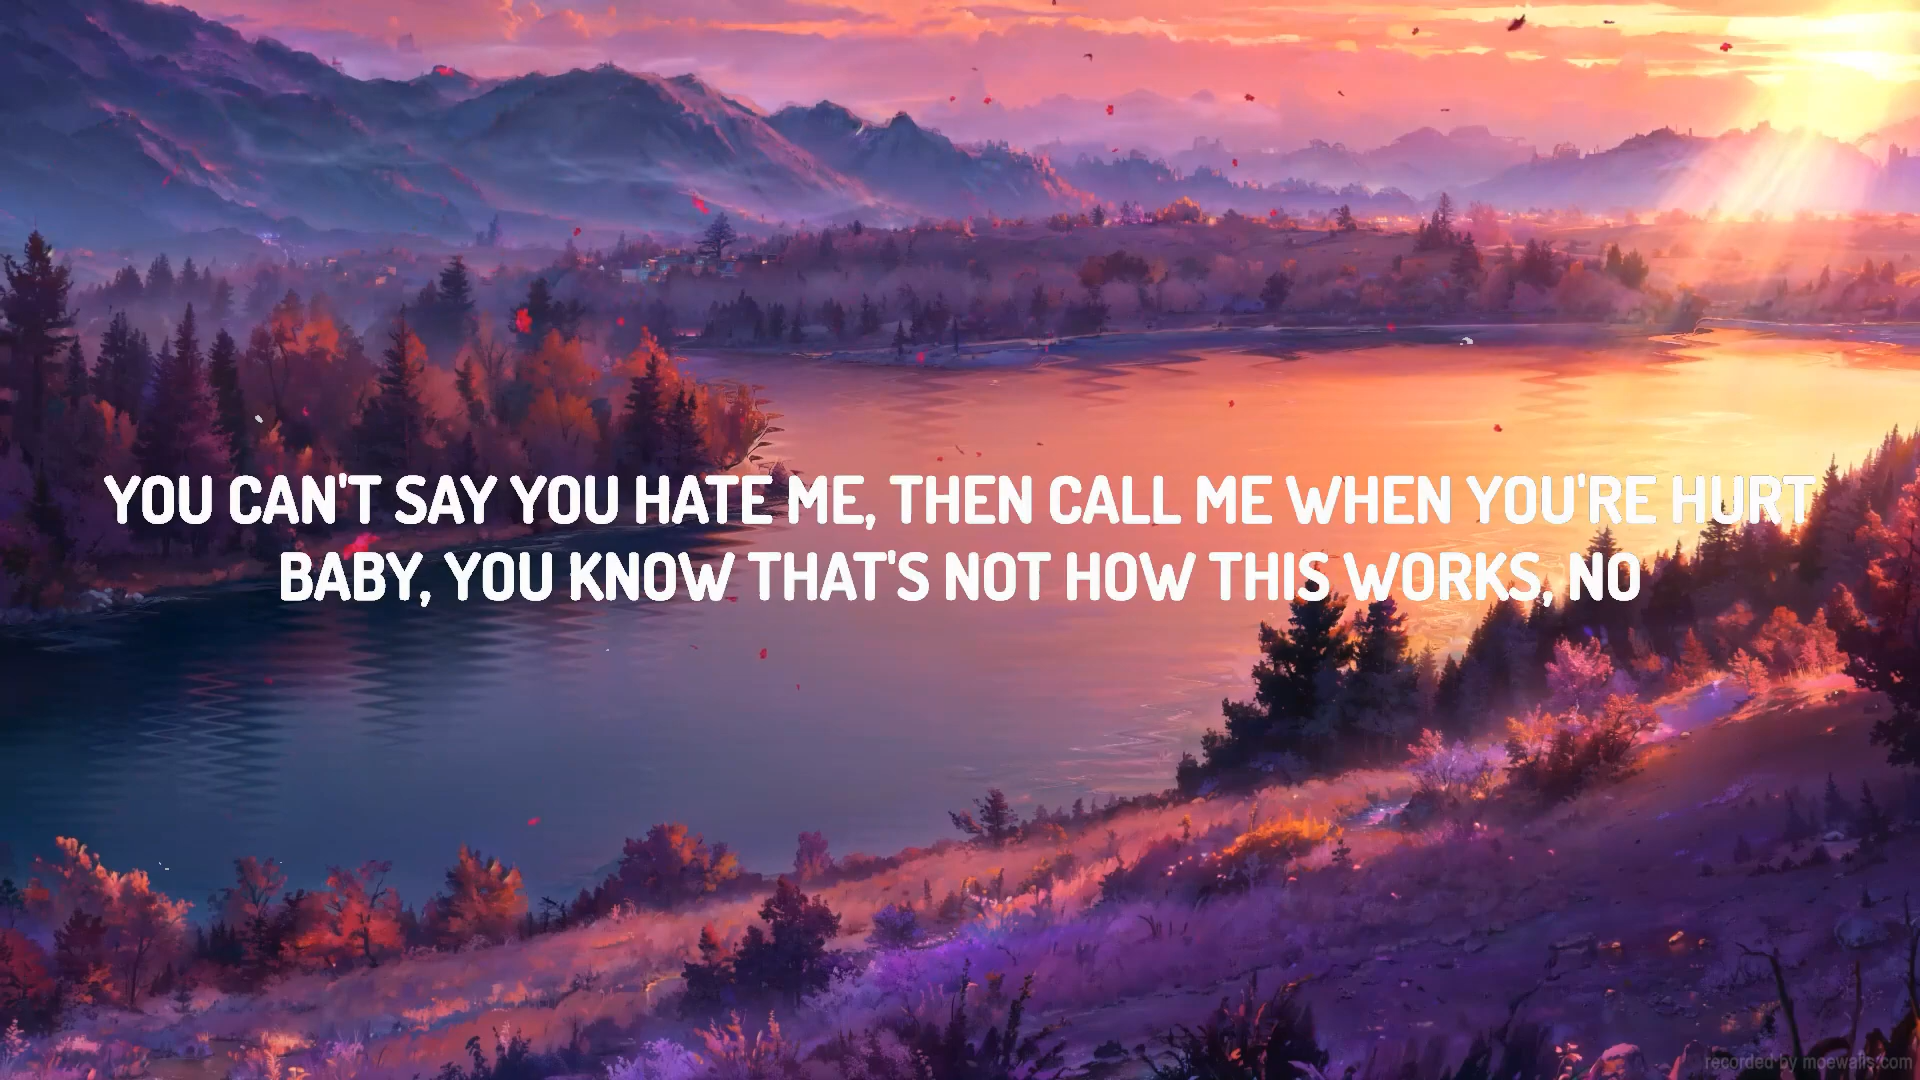 YOU CAN'T SAY YOU HATE ME, THEN CALL ME WHEN YOU'RE HURT
BABY, YOU KNOW THAT'S NOT HOW THIS WORKS, NO
recorded by moewalls.com